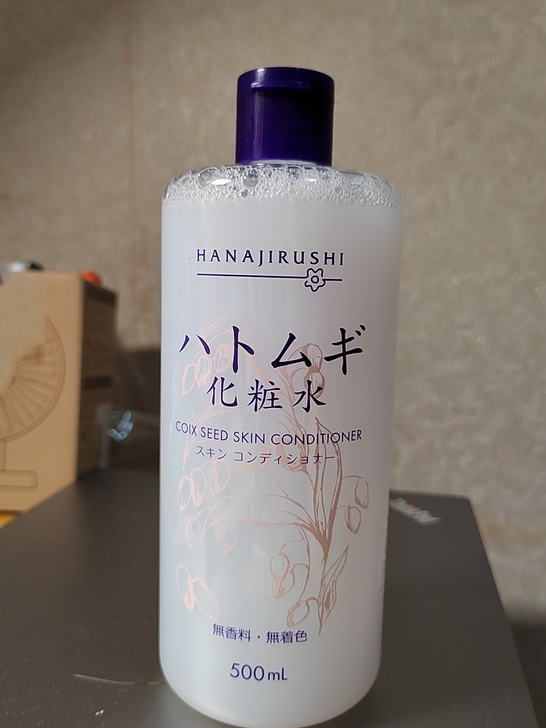 HANAJIRUSHI
ハトムギ
化粧水
COIX SEED SKIN CONDITIONER
スキン コンディショナー
無香料・無着色
500mL